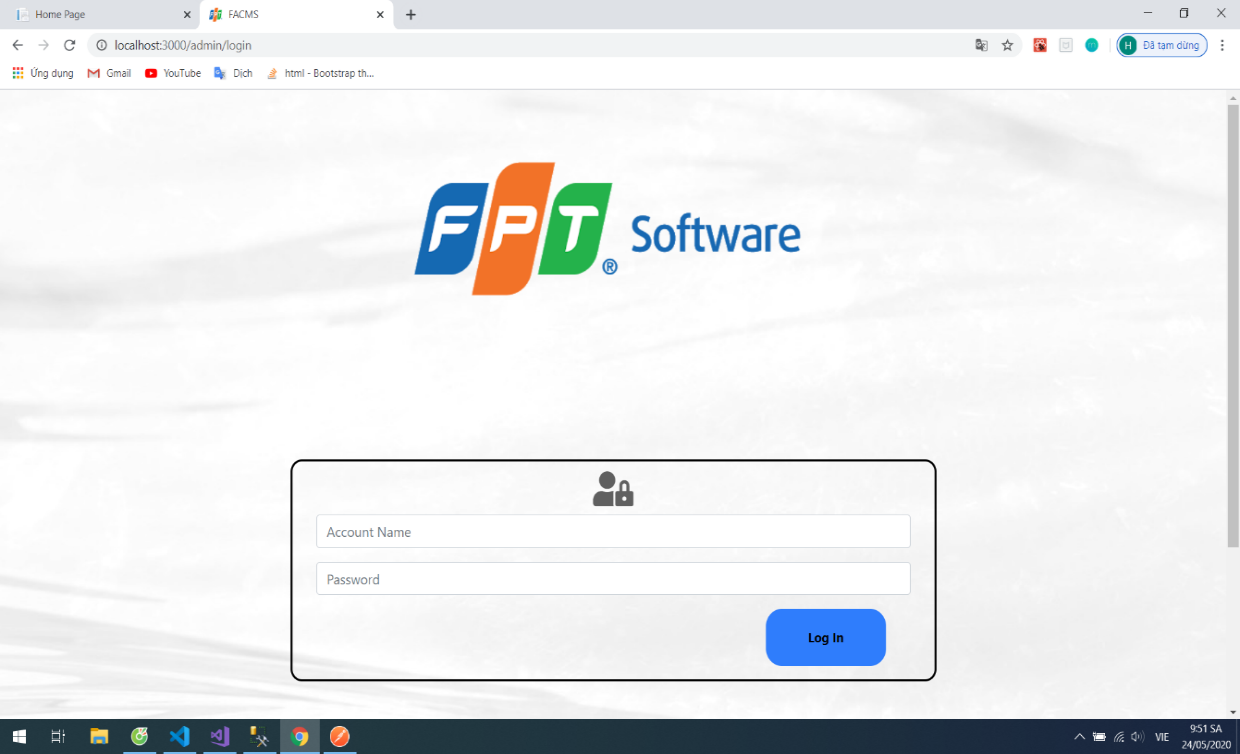 Home Page
FACMS
localhost:3000/admin/login
H
Đã tạm dừng
Ứng dụng
Gmail
YouTube
Dịch
html - Bootstrap th...
FPT® Software
Account Name
Password
Log In
VIE
9:51 SA
24/05/2020